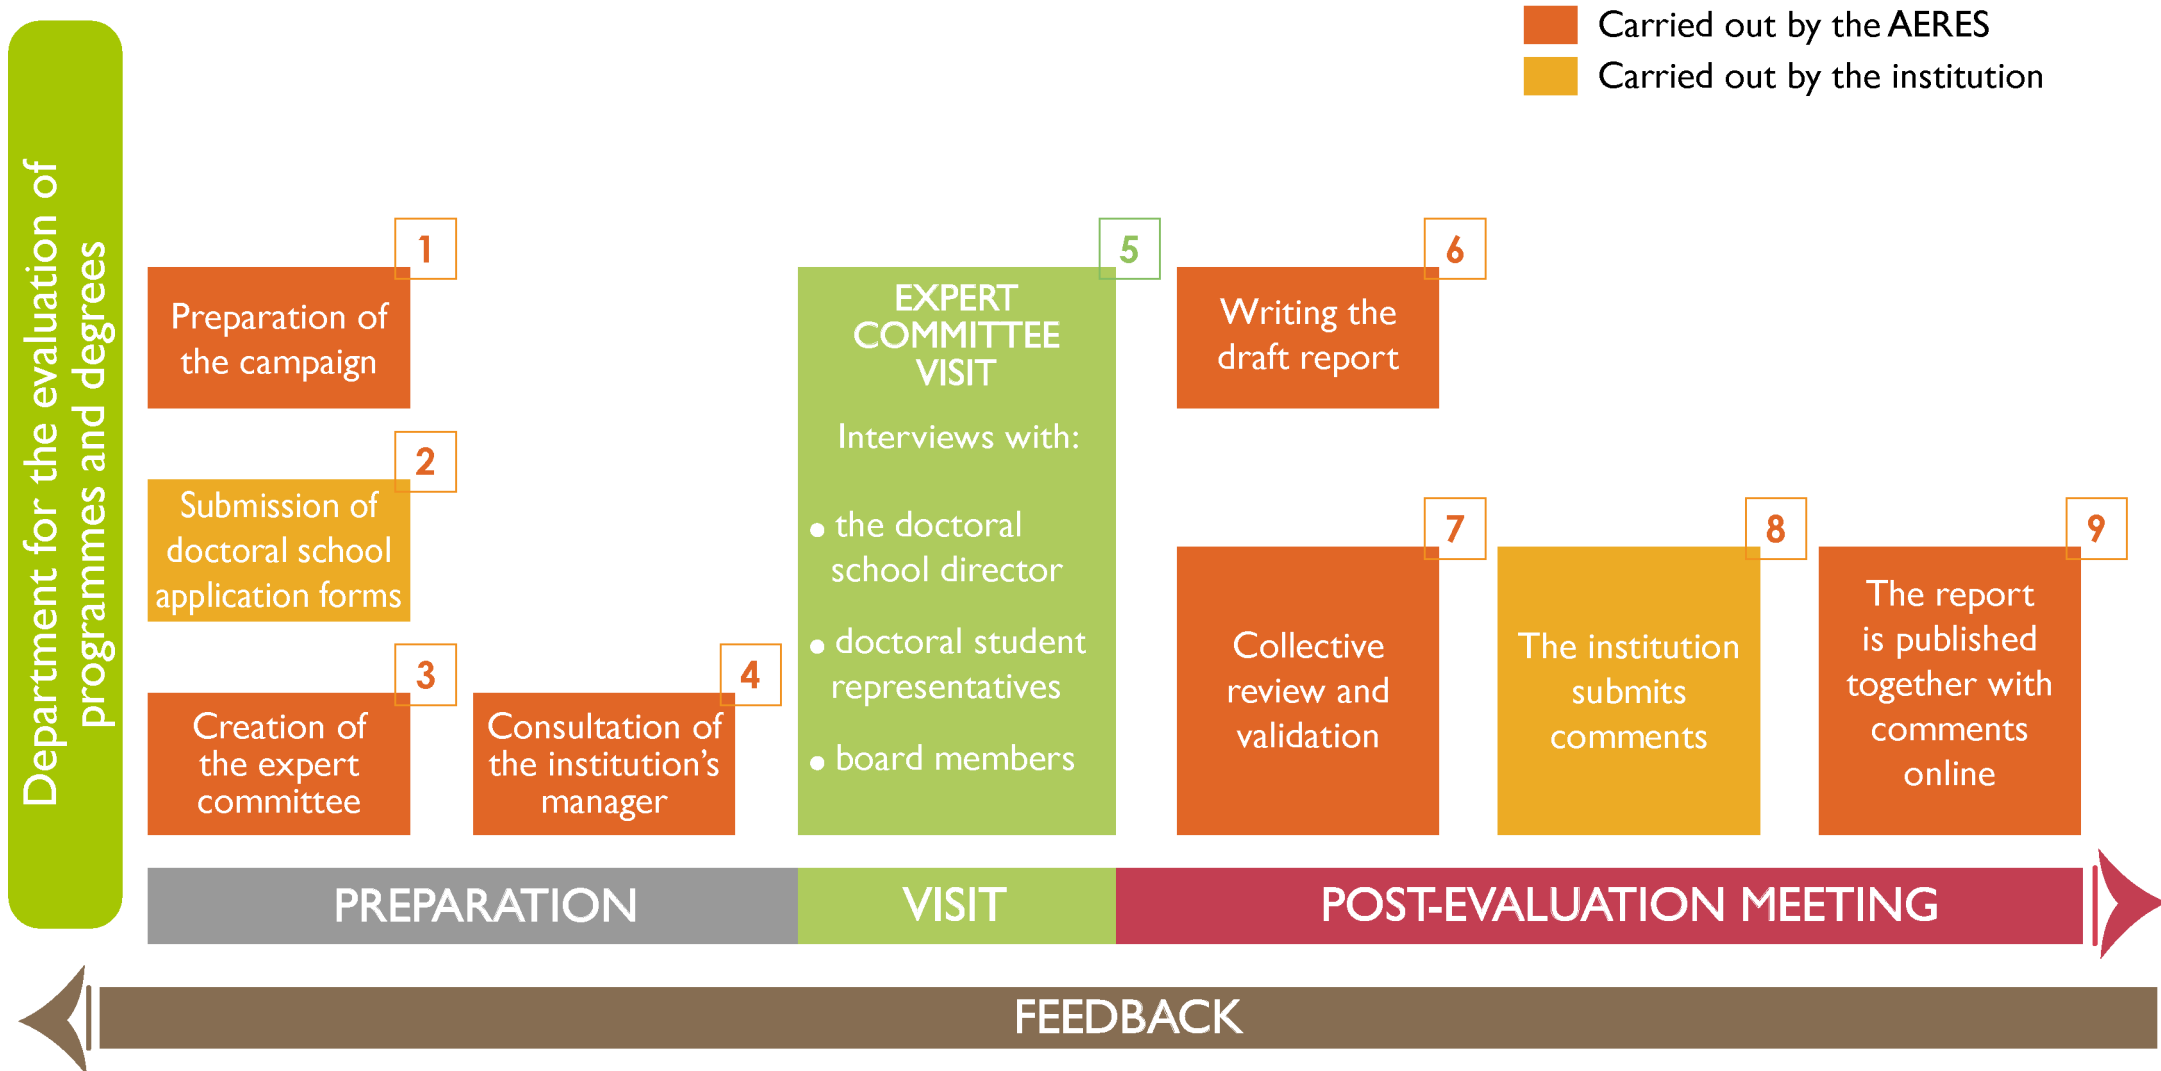 Carried out by the AERES
Carried out by the institution
Department for the evaluation of
programmes and degrees
1
Preparation of
the campaign
2
Submission of
doctoral school
application forms
3
Creation of
the expert
committee
4
Consultation of
the institution's
manager
5
EXPERT
COMMITTEE
VISIT
Interviews with:
• the doctoral
school director
• doctoral student
representatives
• board members
6
Writing the
draft report
7
Collective
review and
validation
8
The institution
submits
comments
9
The report
is published
together with
comments
online
PREPARATION
VISIT
POST-EVALUATION MEETING
FEEDBACK